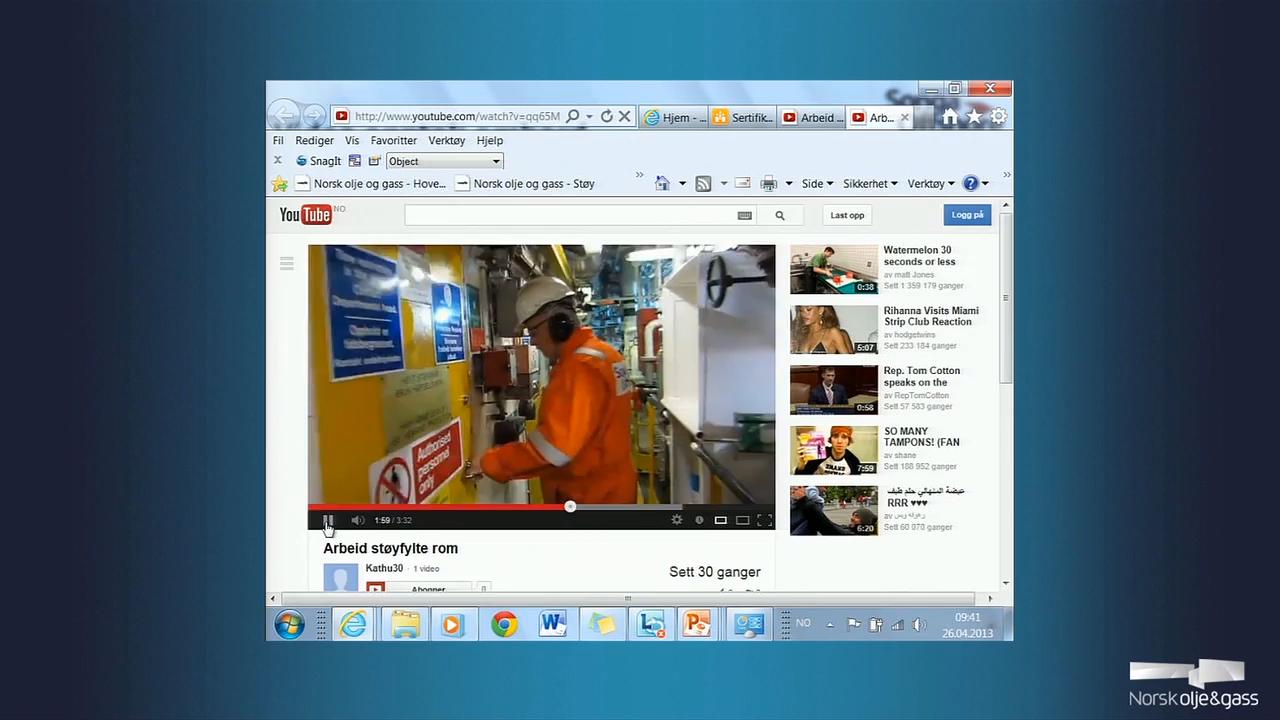 http://www.youtube.com/watch?v=qq65M
Hjem - ...
Sertifik...
Arbeid ...
Arb...
Fil Rediger Vis Favoritter Verktøy Hjelp
SnagIt Object
Norsk olje og gass - Hove...
Norsk olje og gass - Støy
Side Sikkerhet Verktøy
YouTube NO
Last opp
Logg på
Authorised
personnel
only
1:59 / 3:32
Arbeid støyfylte rom
Kathu30 · 1 video
Abonner 0
Sett 30 ganger
Watermelon 30
seconds or less
av matt Jones
Sett 1 359 179 ganger
0:38
Rihanna Visits Miami
Strip Club Reaction
av hodgetwins
Sett 233 184 ganger
5:07
Rep. Tom Cotton
speaks on the
av RepTomCotton
Sett 57 583 ganger
0:58
SO MANY
TAMPONS! (FAN
av shane
Sett 188 952 ganger
7:59
RRR ♥♥♥
Sett 60 070 ganger
6:20
NO
09:41
26.04.2013
Norsk olje&gass